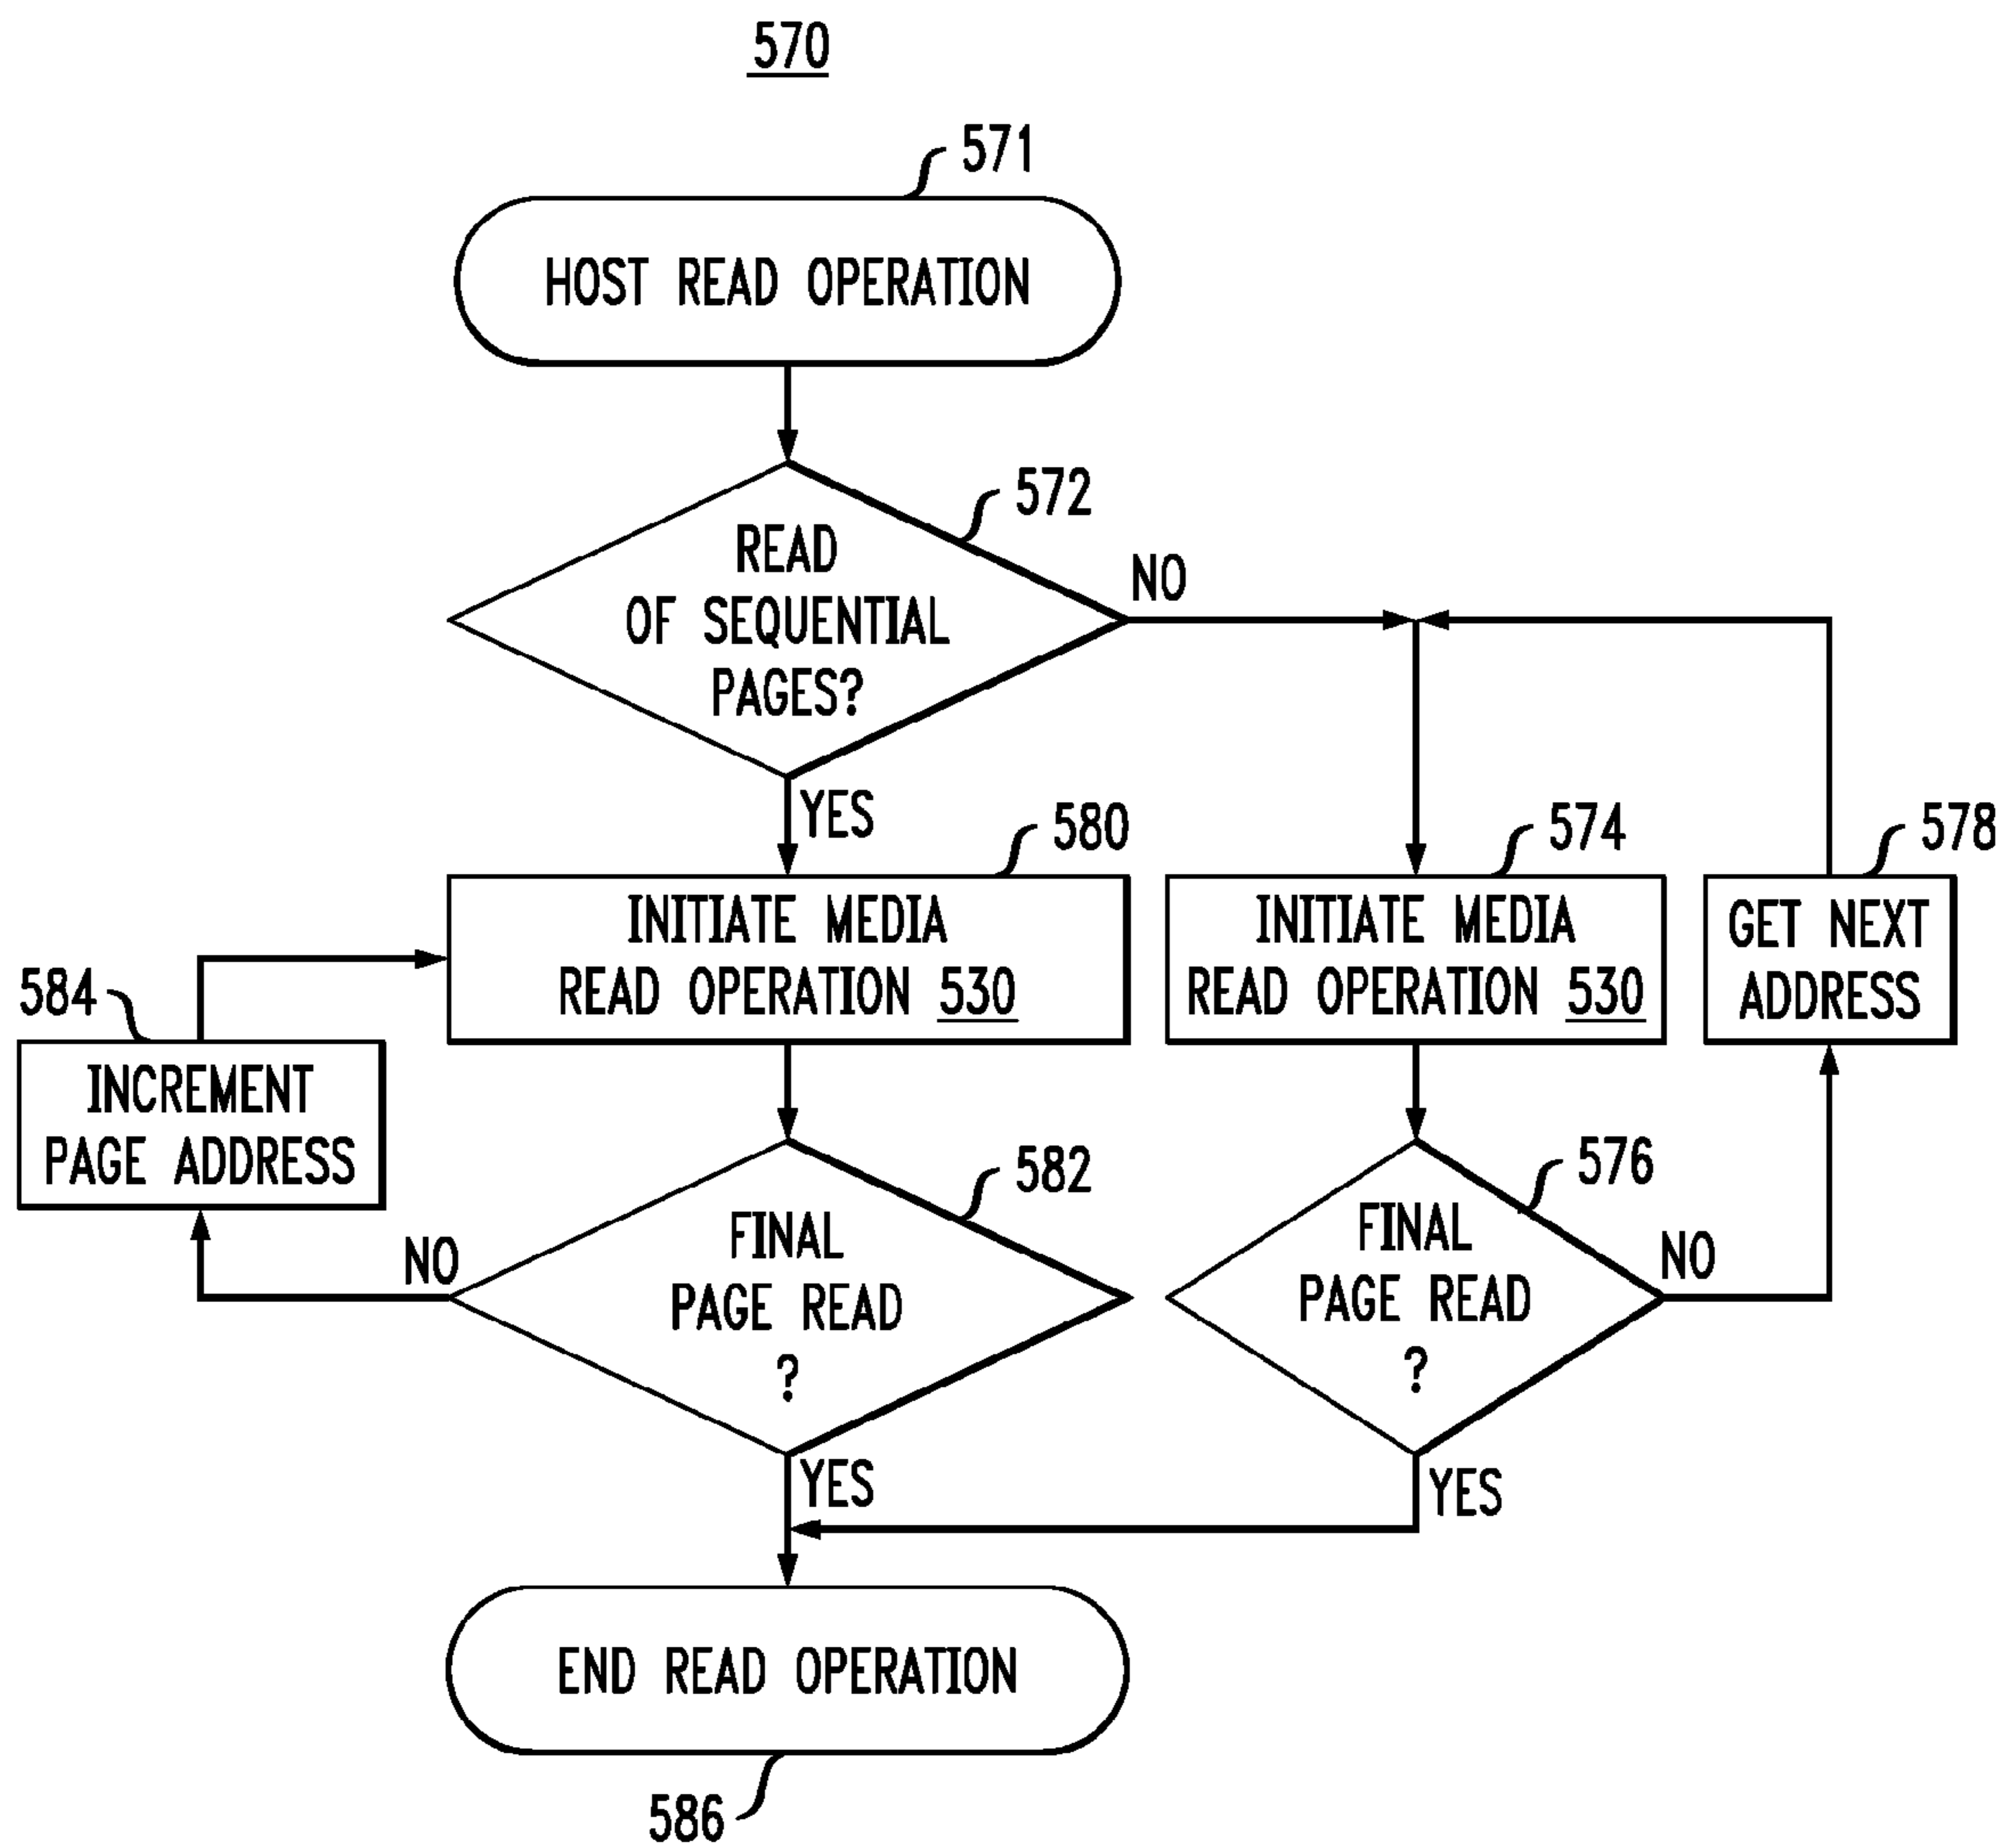 570
571
HOST READ OPERATION
572
READ
OF SEQUENTIAL
PAGES?
NO
YES
580
574
578
INITIATE MEDIA
READ OPERATION 530
INITIATE MEDIA
READ OPERATION 530
GET NEXT
ADDRESS
584
INCREMENT
PAGE ADDRESS
582
576
FINAL
PAGE READ
?
NO
FINAL
PAGE READ
?
NO
YES
YES
END READ OPERATION
586